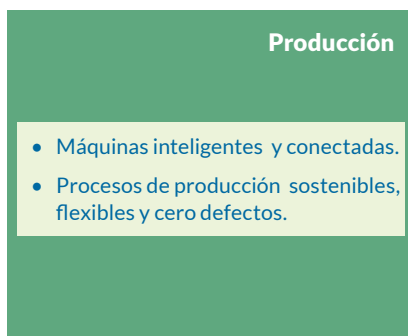 Producción
• Máquinas inteligentes y conectadas.
• Procesos de producción sostenibles,
flexibles y cero defectos.